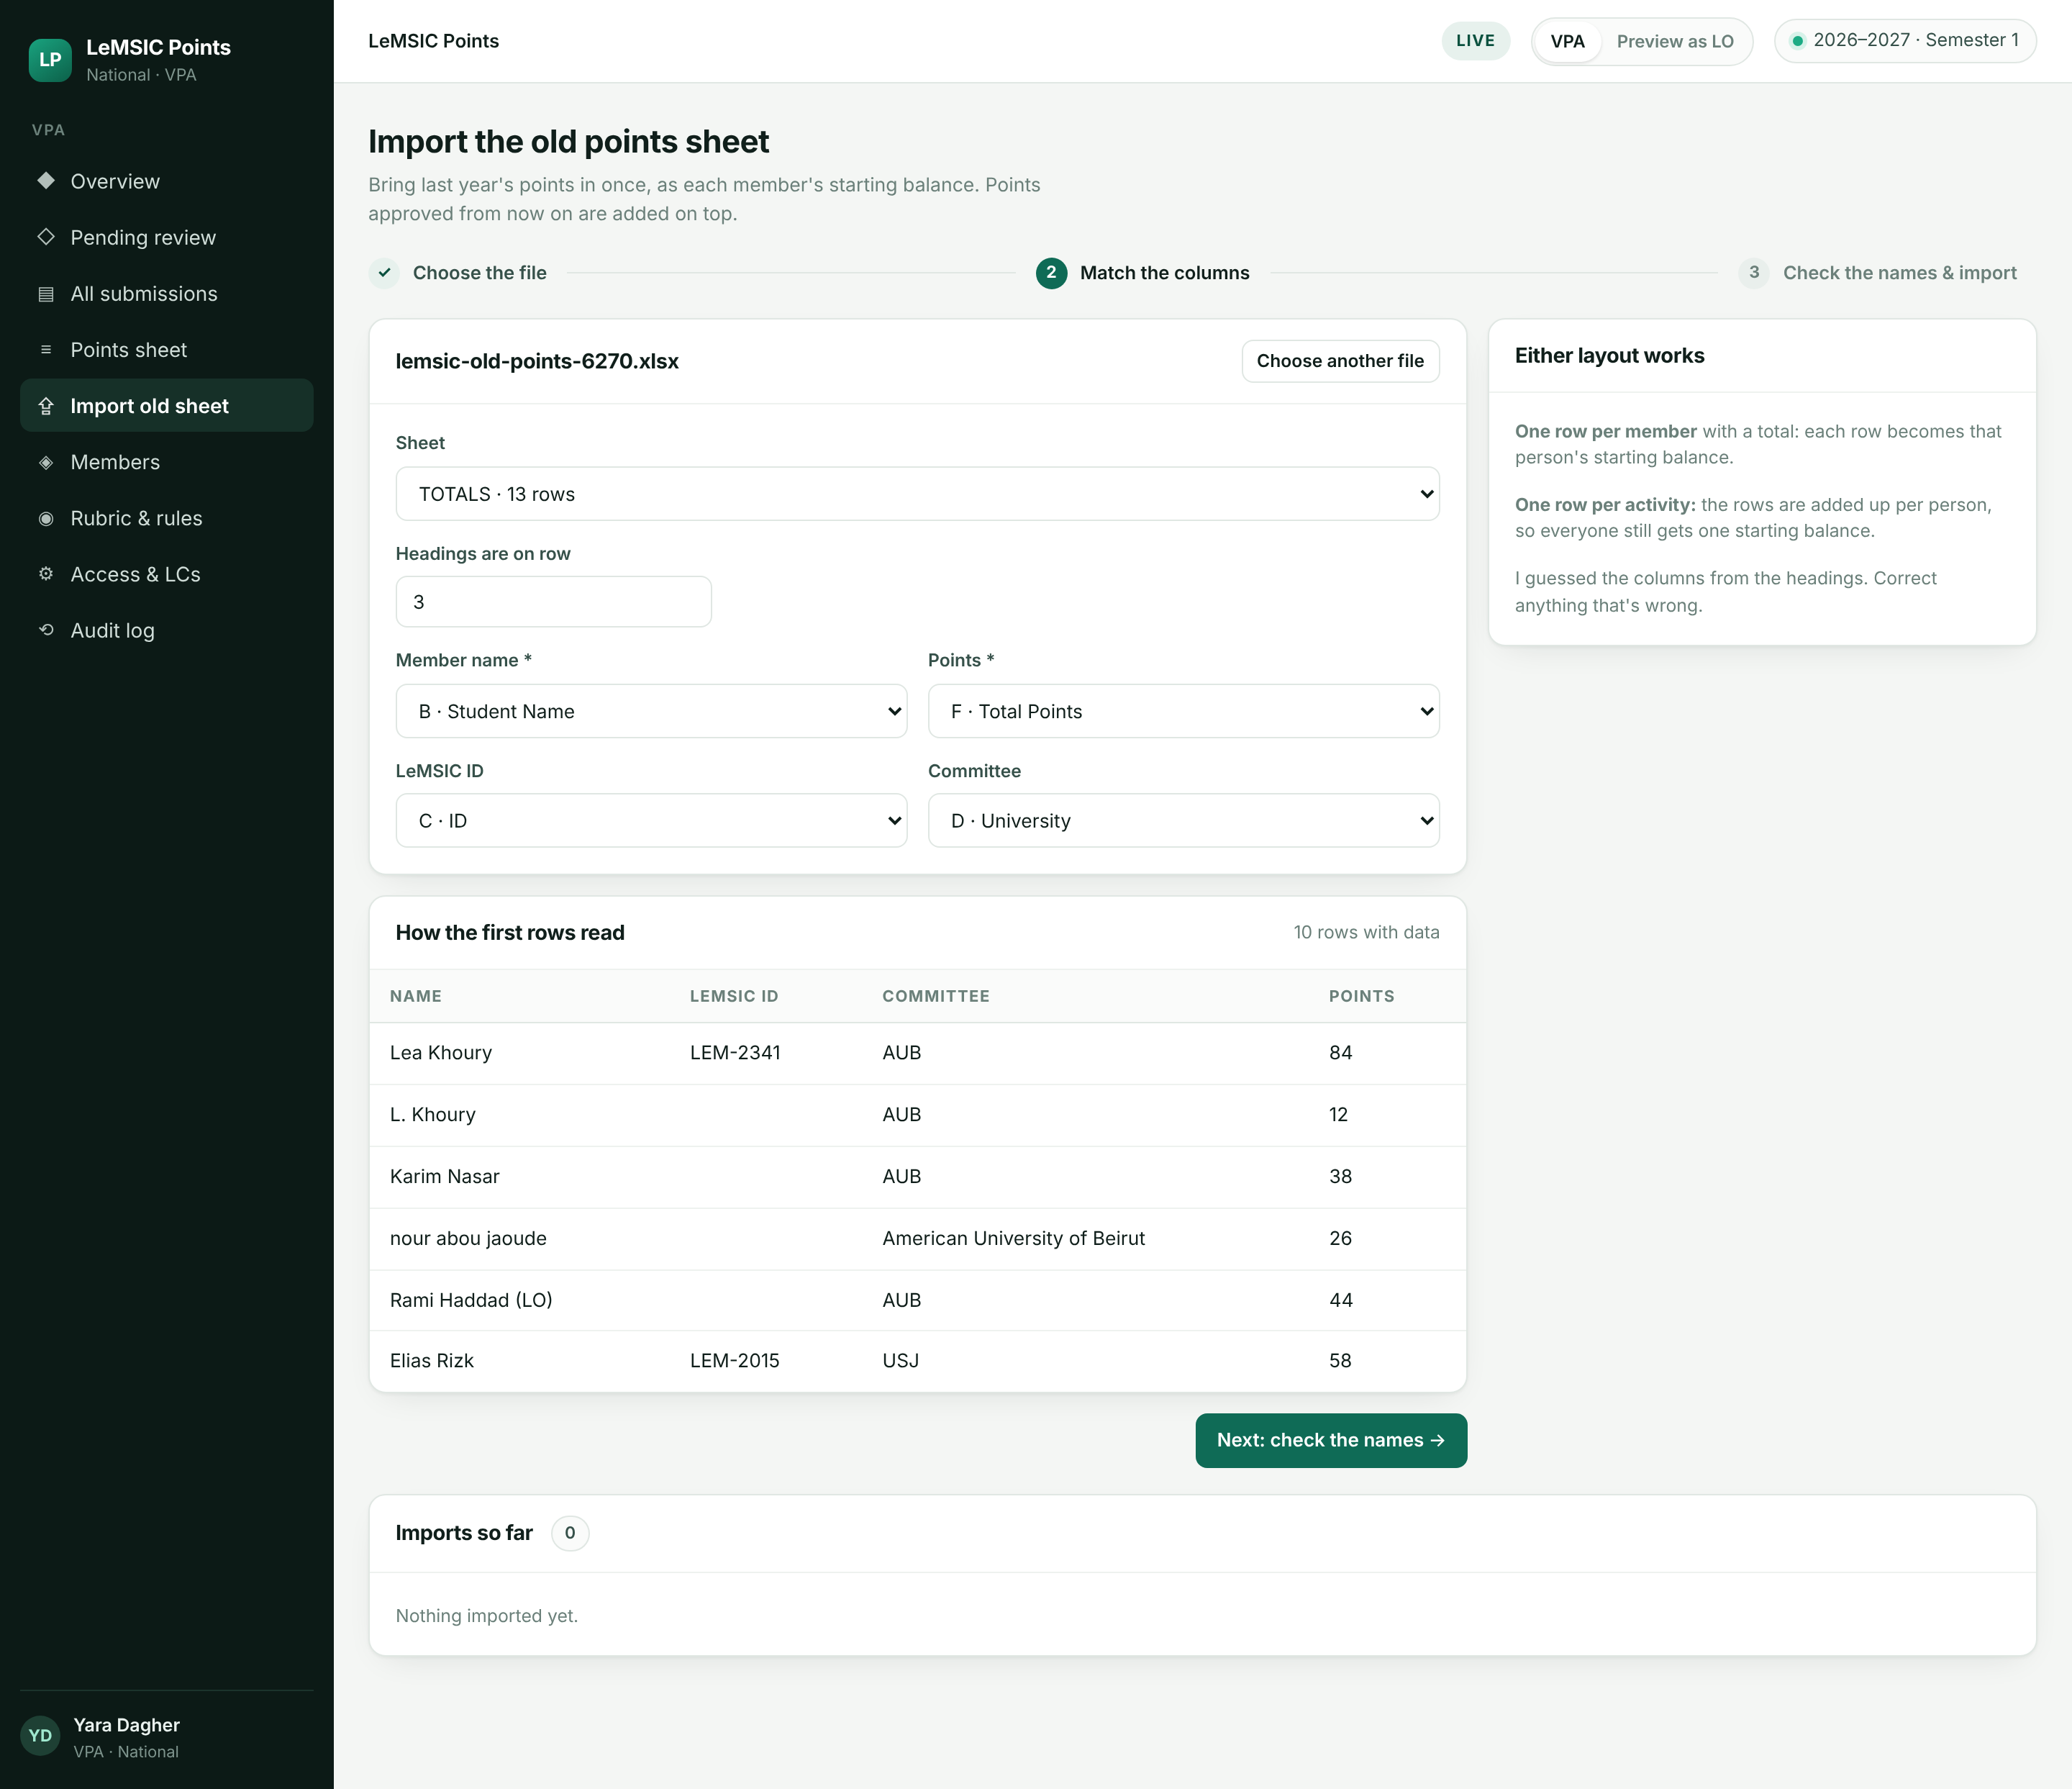 LP
LeMSIC Points
National · VPA
VPA
Overview
Pending review
All submissions
Points sheet
Import old sheet
Members
Rubric & rules
Access & LCs
Audit log
YD
Yara Dagher
VPA · National
LeMSIC Points
LIVE
VPA
Preview as LO
2026–2027 · Semester 1
Import the old points sheet
Bring last year's points in once, as each member's starting balance. Points
approved from now on are added on top.
Choose the file
2
Match the columns
3
Check the names & import
lemsic-old-points-6270.xlsx
Choose another file
Sheet
TOTALS · 13 rows
Headings are on row
3
Member name *
Points *
B · Student Name
F · Total Points
LeMSIC ID
Committee
C · ID
D · University
Either layout works
One row per member with a total: each row becomes that
person's starting balance.
One row per activity: the rows are added up per person,
so everyone still gets one starting balance.
I guessed the columns from the headings. Correct
anything that's wrong.
How the first rows read
10 rows with data
NAME LEMSIC ID COMMITTEE POINTS
Lea Khoury LEM-2341 AUB 84
L. Khoury AUB 12
Karim Nasar AUB 38
nour abou jaoude American University of Beirut 26
Rami Haddad (LO) AUB 44
Elias Rizk LEM-2015 USJ 58
Next: check the names →
Imports so far 0
Nothing imported yet.